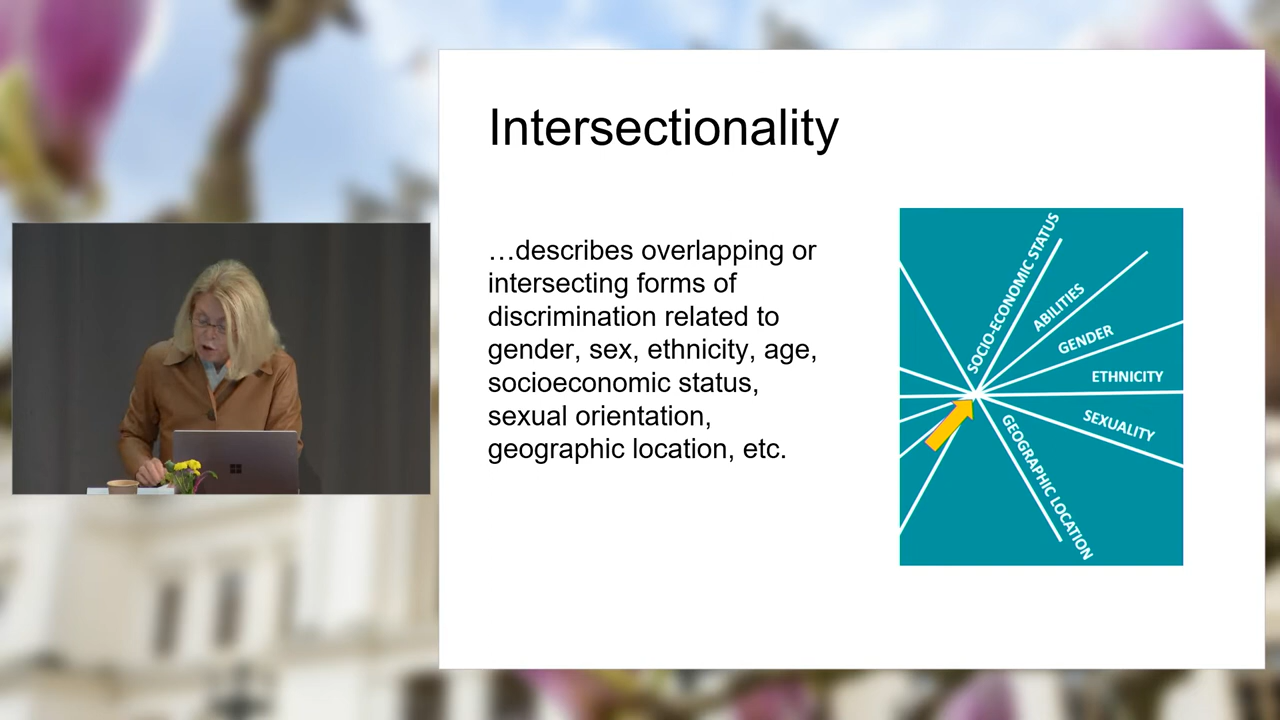 Intersectionality
…describes overlapping or
intersecting forms of
discrimination related to
gender, sex, ethnicity, age,
socioeconomic status,
sexual orientation,
geographic location, etc.
SOCIO-ECONOMIC STATUS
ABILITIES
GENDER
ETHNICITY
SEXUALITY
GEOGRAPHIC LOCATION